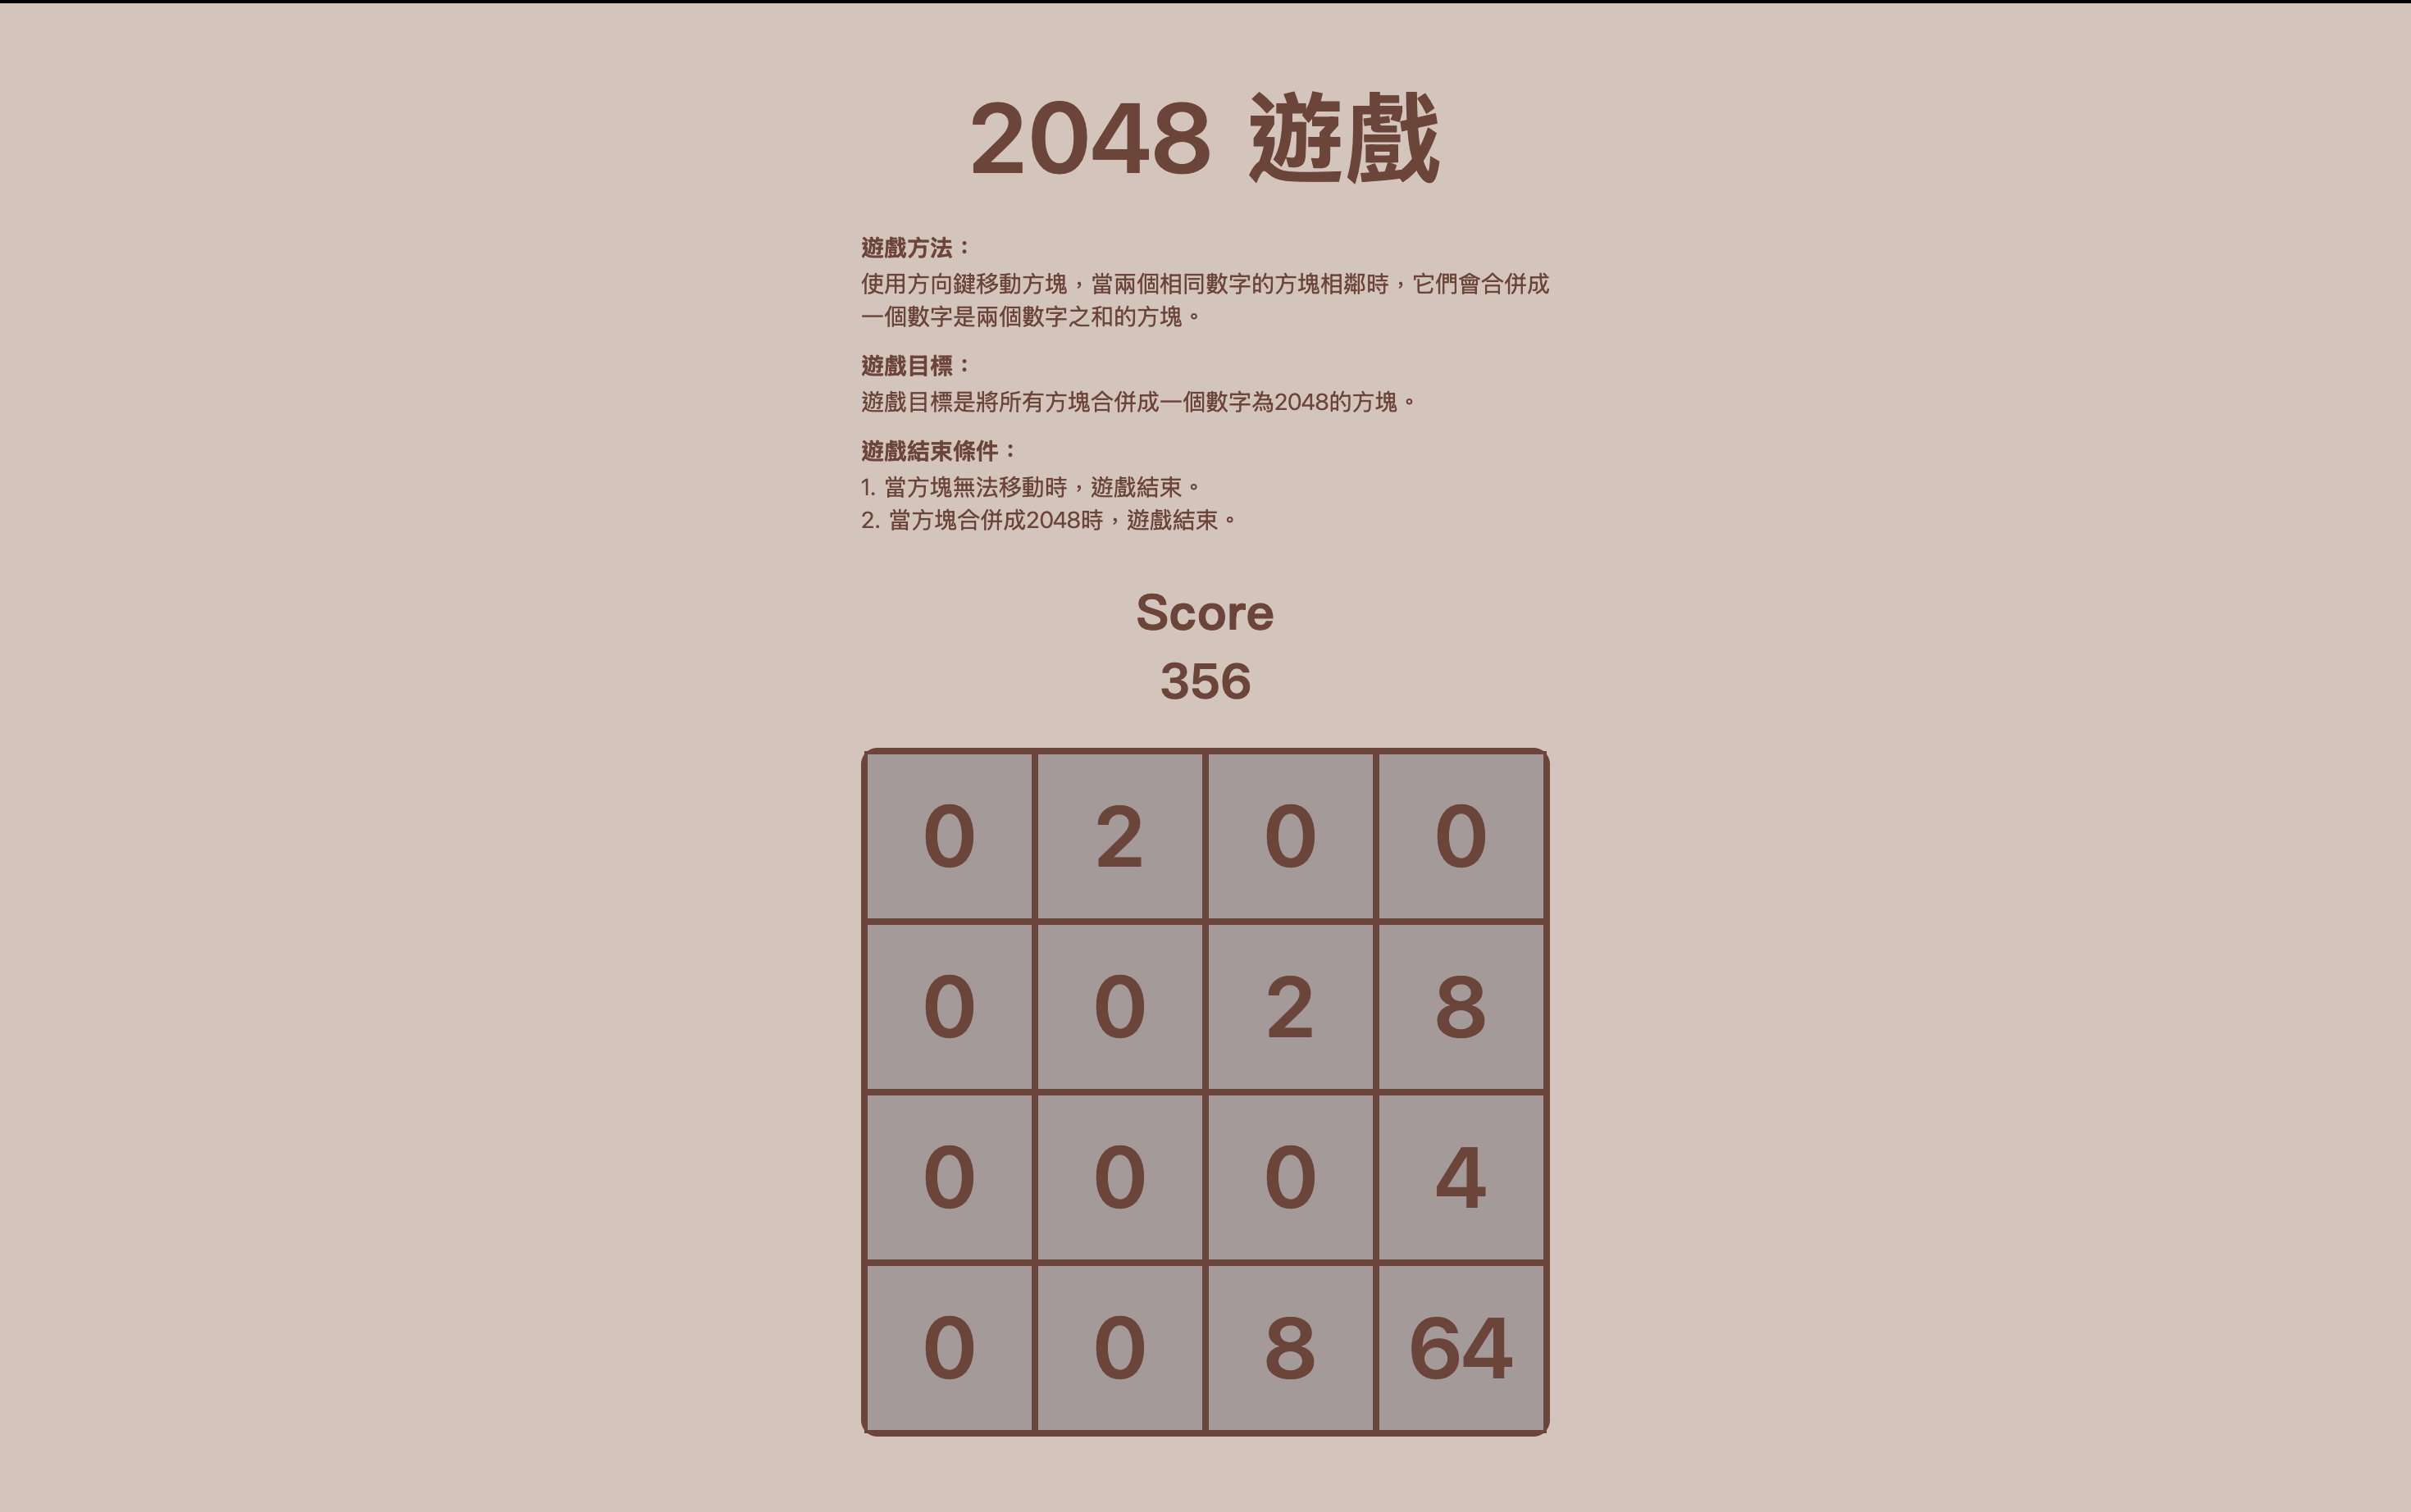 2048 遊戲
遊戲方法：
使用方向鍵移動方塊，當兩個相同數字的方塊相鄰時，它們會合併成
一個數字是兩個數字之和的方塊。
遊戲目標：
遊戲目標是將所有方塊合併成一個數字為2048的方塊。
遊戲結束條件：
1. 當方塊無法移動時，遊戲結束。
2. 當方塊合併成2048時，遊戲結束。
Score
356
0 2 0 0
0 0 2 8
0 0 0 4
0 0 8 64